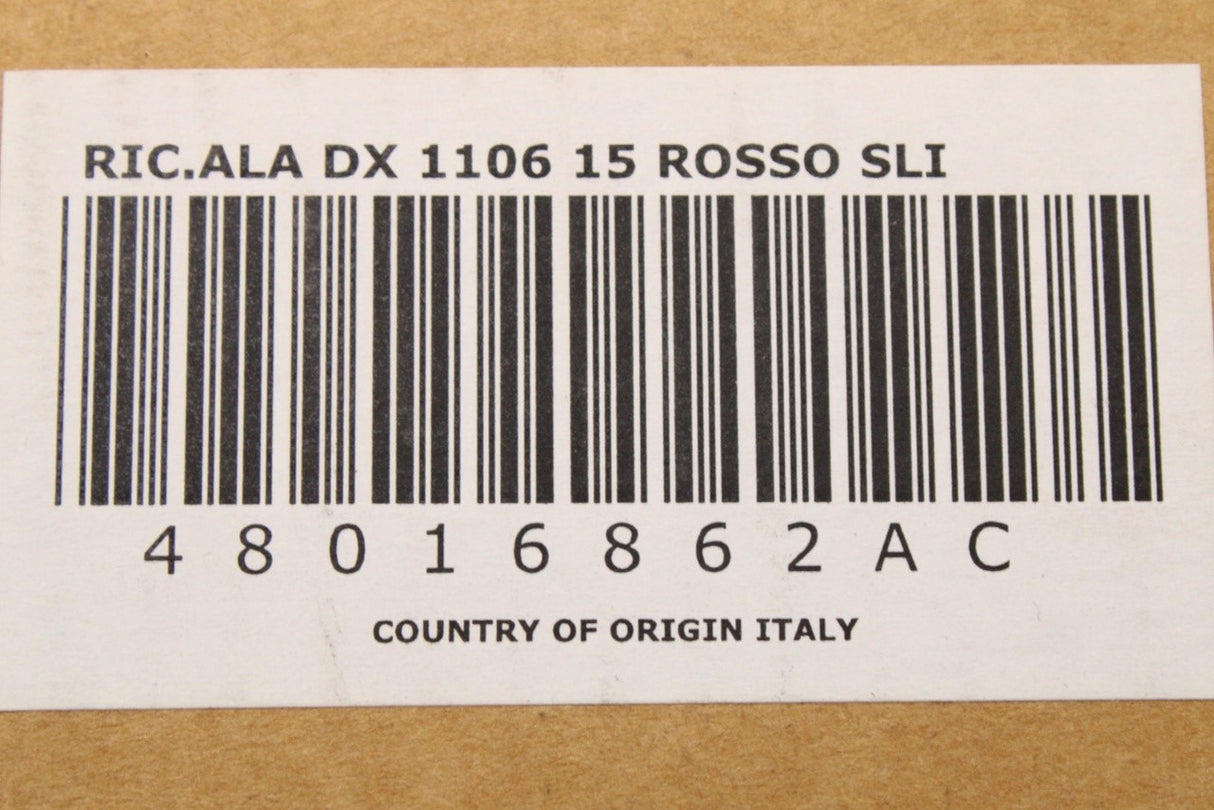 RIC.ALA DX 1106 15 ROSSO SLI
48016862AC
COUNTRY OF ORIGIN ITALY